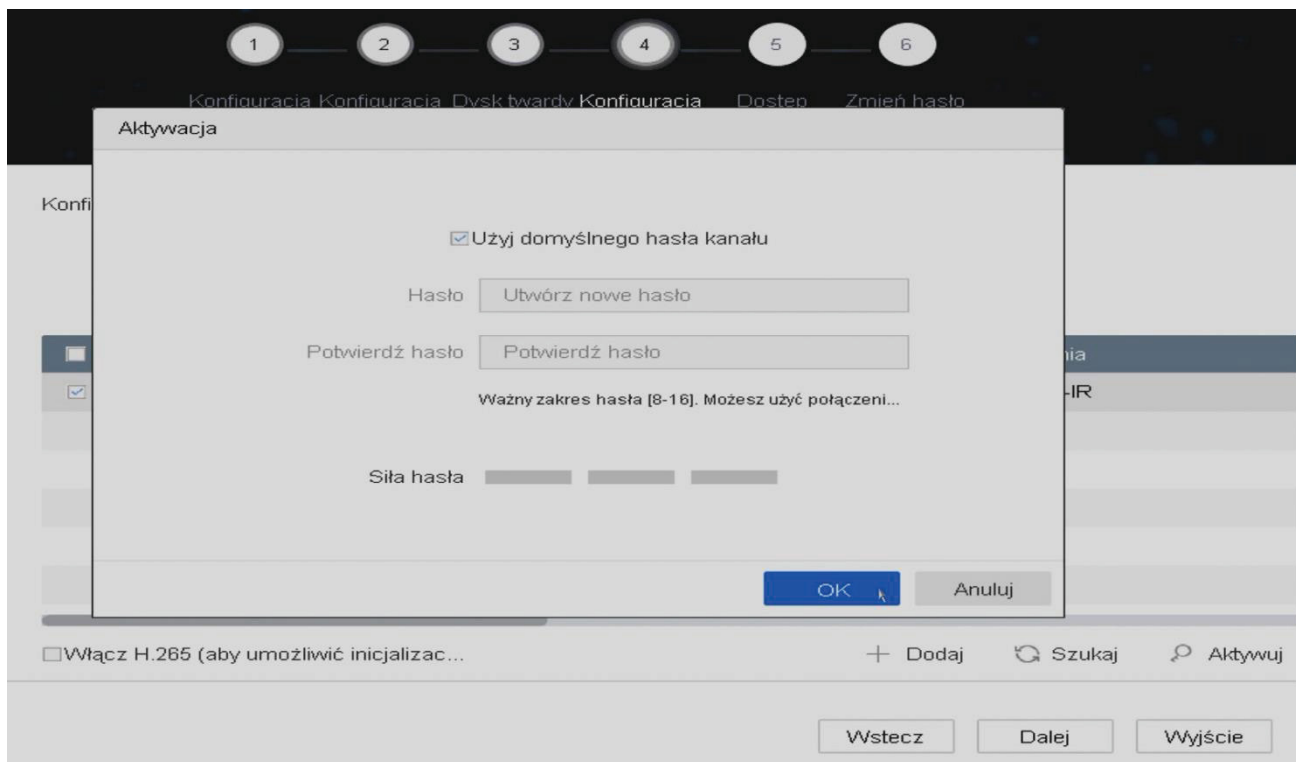 1 2 3 4 5 6
Konfiguracja Konfiguracja Dysk twardy Konfiguracja Dostęp Zmień hasło
Aktywacja
Konfi
Użyj domyślnego hasła kanału
Hasło Utwórz nowe hasło
Potwierdź hasło Potwierdź hasło
nia
-IR
Ważny zakres hasła [8-16]. Możesz użyć połączeni...
Siła hasła
OK Anuluj
Włącz H.265 (aby umożliwić inicjalizac...
Dodaj Szukaj Aktywuj
Wstecz Dalej Wyjście